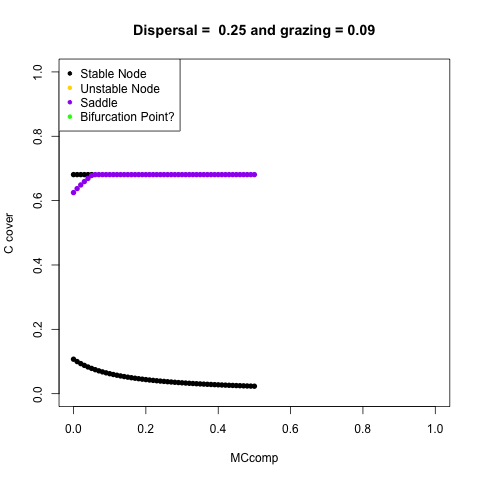 Dispersal =  0.25 and grazing = 0.09
Stable Node
Unstable Node
Saddle
Bifurcation Point?
1.0
0.8
0.6
0.4
0.2
0.0
C cover
0.0 0.2 0.4 0.6 0.8 1.0
MCcomp